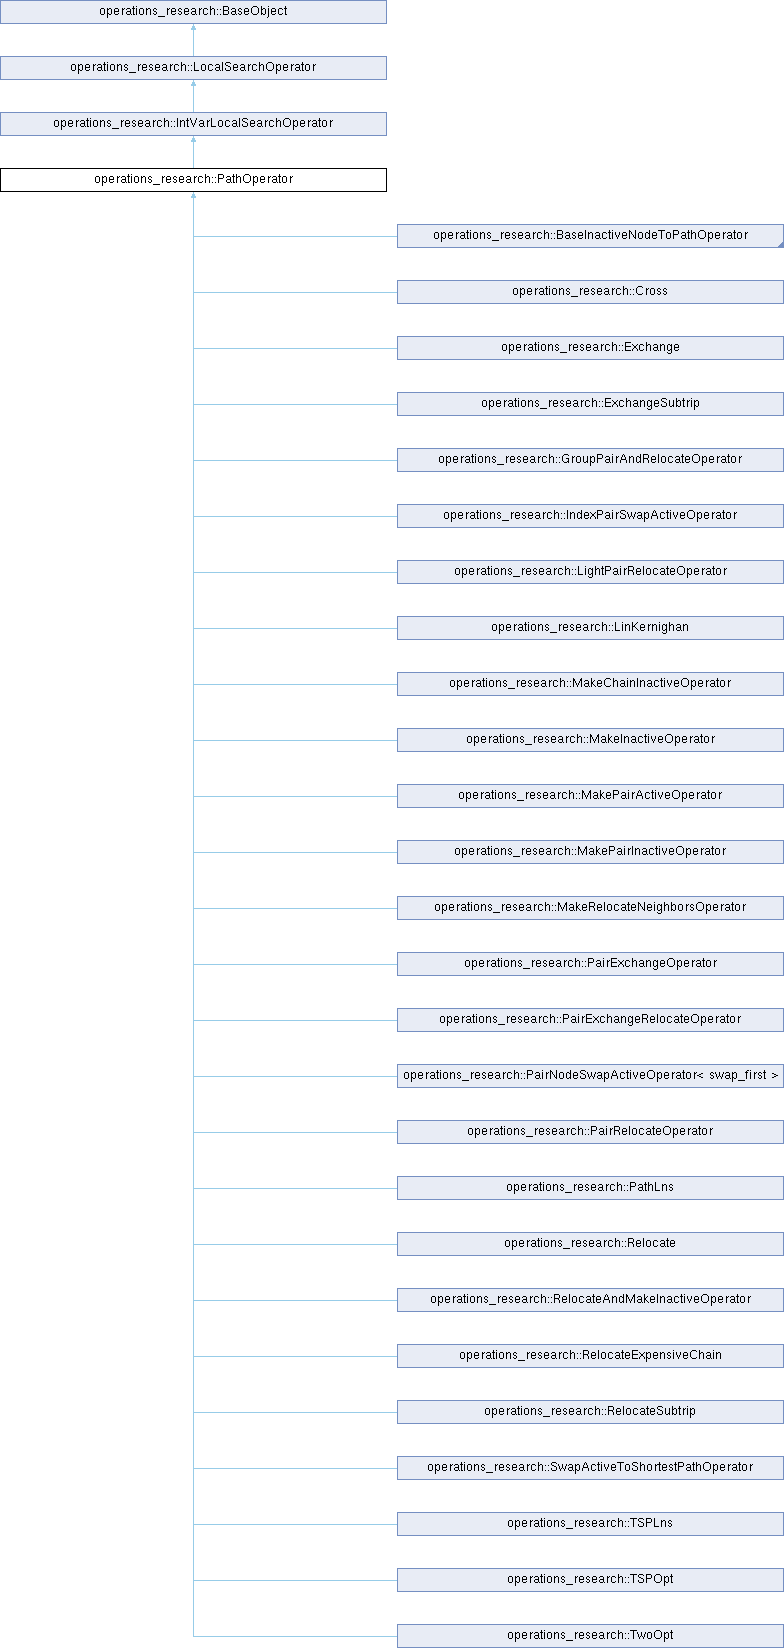 operations_research::BaseObject
operations_research::LocalSearchOperator
operations_research::IntVarLocalSearchOperator
operations_research::PathOperator
operations_research::BaseInactiveNodeToPathOperator
operations_research::Cross
operations_research::Exchange
operations_research::ExchangeSubtrip
operations_research::GroupPairAndRelocateOperator
operations_research::IndexPairSwapActiveOperator
operations_research::LightPairRelocateOperator
operations_research::LinKernighan
operations_research::MakeChainInactiveOperator
operations_research::MakeInactiveOperator
operations_research::MakePairActiveOperator
operations_research::MakePairInactiveOperator
operations_research::MakeRelocateNeighborsOperator
operations_research::PairExchangeOperator
operations_research::PairExchangeRelocateOperator
operations_research::PairNodeSwapActiveOperator< swap_first >
operations_research::PairRelocateOperator
operations_research::PathLns
operations_research::Relocate
operations_research::RelocateAndMakeInactiveOperator
operations_research::RelocateExpensiveChain
operations_research::RelocateSubtrip
operations_research::SwapActiveToShortestPathOperator
operations_research::TSPLns
operations_research::TSPOpt
operations_research::TwoOpt